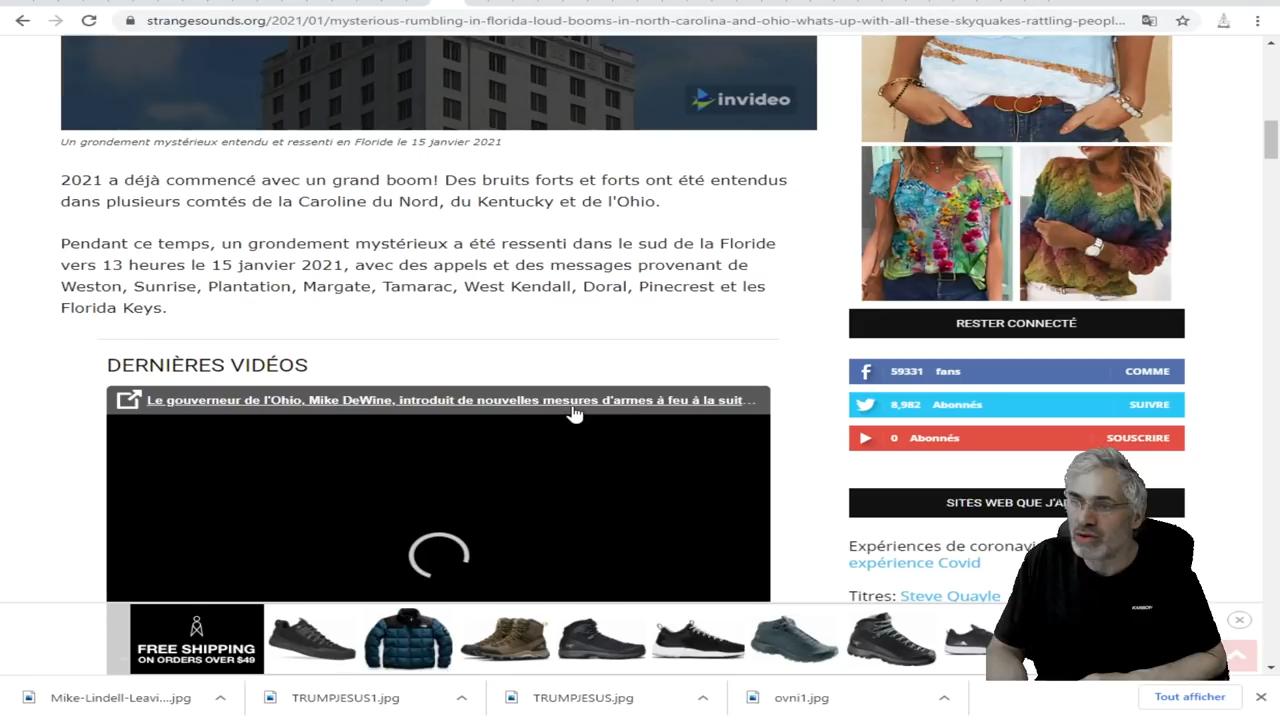 strangesounds.org/2021/01/mysterious-rumbling-in-florida-loud-booms-in-north-carolina-and-ohio-whats-up-with-all-these-skyquakes-rattling-peopl...
invideo
Un grondement mystérieux entendu et ressenti en Floride le 15 janvier 2021
2021 a déjà commencé avec un grand boom! Des bruits forts et forts ont été entendus
dans plusieurs comtés de la Caroline du Nord, du Kentucky et de l'Ohio.
Pendant ce temps, un grondement mystérieux a été ressenti dans le sud de la Floride
vers 13 heures le 15 janvier 2021, avec des appels et des messages provenant de
Weston, Sunrise, Plantation, Margate, Tamarac, West Kendall, Doral, Pinecrest et les
Florida Keys.
DERNIÈRES VIDÉOS
Le gouverneur de l'Ohio, Mike DeWine, introduit de nouvelles mesures d'armes à feu à la suit...
RESTER CONNECTÉ
59331 fans COMME
8,982 Abonnés SUIVRE
0 Abonnés SOUSCRIRE
SITES WEB QUE
Expériences de
expérience Covid
Titres: Steve Quayle
FREE SHIPPING
ON ORDERS OVER $49
Mike-Lindell-Leavi....jpg
TRUMPJESUS1.jpg
TRUMPJESUS.jpg
ovni1.jpg
Tout afficher